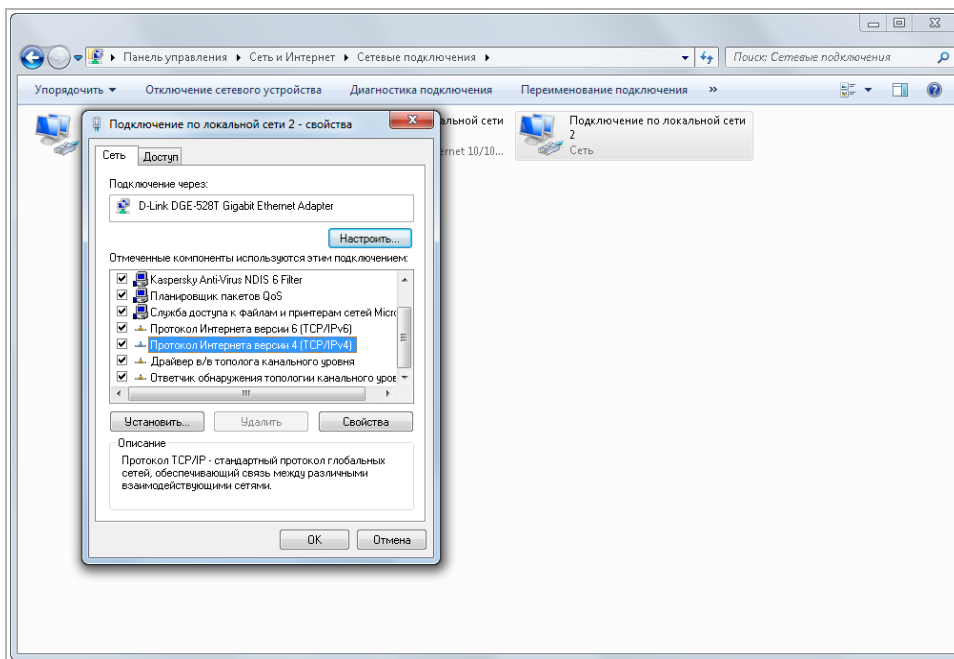 Панель управления
Сеть и Интернет
Сетевые подключения
Поиск: Сетевые подключения
Упорядочить
Отключение сетевого устройства
Диагностика подключения
Переименование подключения
»
альной сети
ernet 10/10...
Подключение по локальной сети
2
Сеть
Подключение по локальной сети 2 - свойства
Сеть
Доступ
Подключение через:
D-Link DGE-528T Gigabit Ethernet Adapter
Настроить...
Отмеченные компоненты используются этим подключением:
Kaspersky Anti-Virus NDIS 6 Filter
Планировщик пакетов QoS
Служба доступа к файлам и принтерам сетей Micro
Протокол Интернета версии 6 (TCP/IPv6)
Протокол Интернета версии 4 (TCP/IPv4)
Драйвер в/в тополога канального уровня
Ответчик обнаружения топологии канального уров
Установить...
Удалить
Свойства
Описание
Протокол TCP/IP - стандартный протокол глобальных
сетей, обеспечивающий связь между различными
взаимодействующими сетями.
OK
Отмена